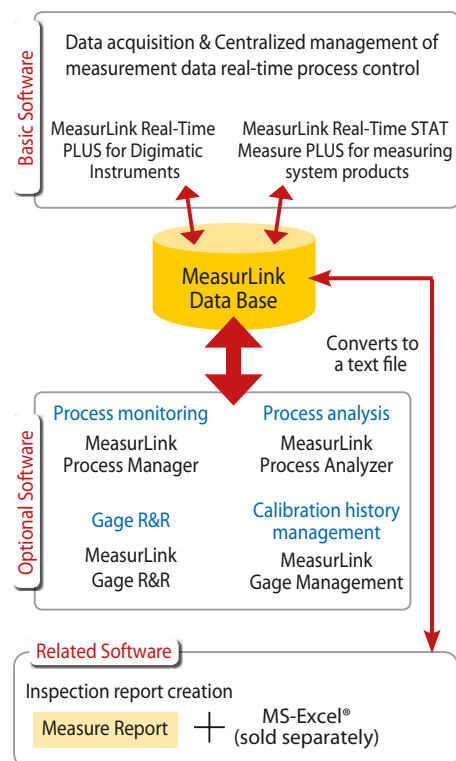 Basic Software
Data acquisition & Centralized management of
measurement data real-time process control
MeasurLink Real-Time
PLUS for Digimatic
Instruments
MeasurLink Real-Time STAT
Measure PLUS for measuring
system products
MeasurLink
Data Base
Converts to
a text file
Optional Software
Process monitoring
MeasurLink
Process Manager
Process analysis
MeasurLink
Process Analyzer
Gage R&R
MeasurLink
Gage R&R
Calibration history
management
MeasurLink
Gage Management
Related Software
Inspection report creation
Measure Report
+
MS-Excel®
(sold separately)